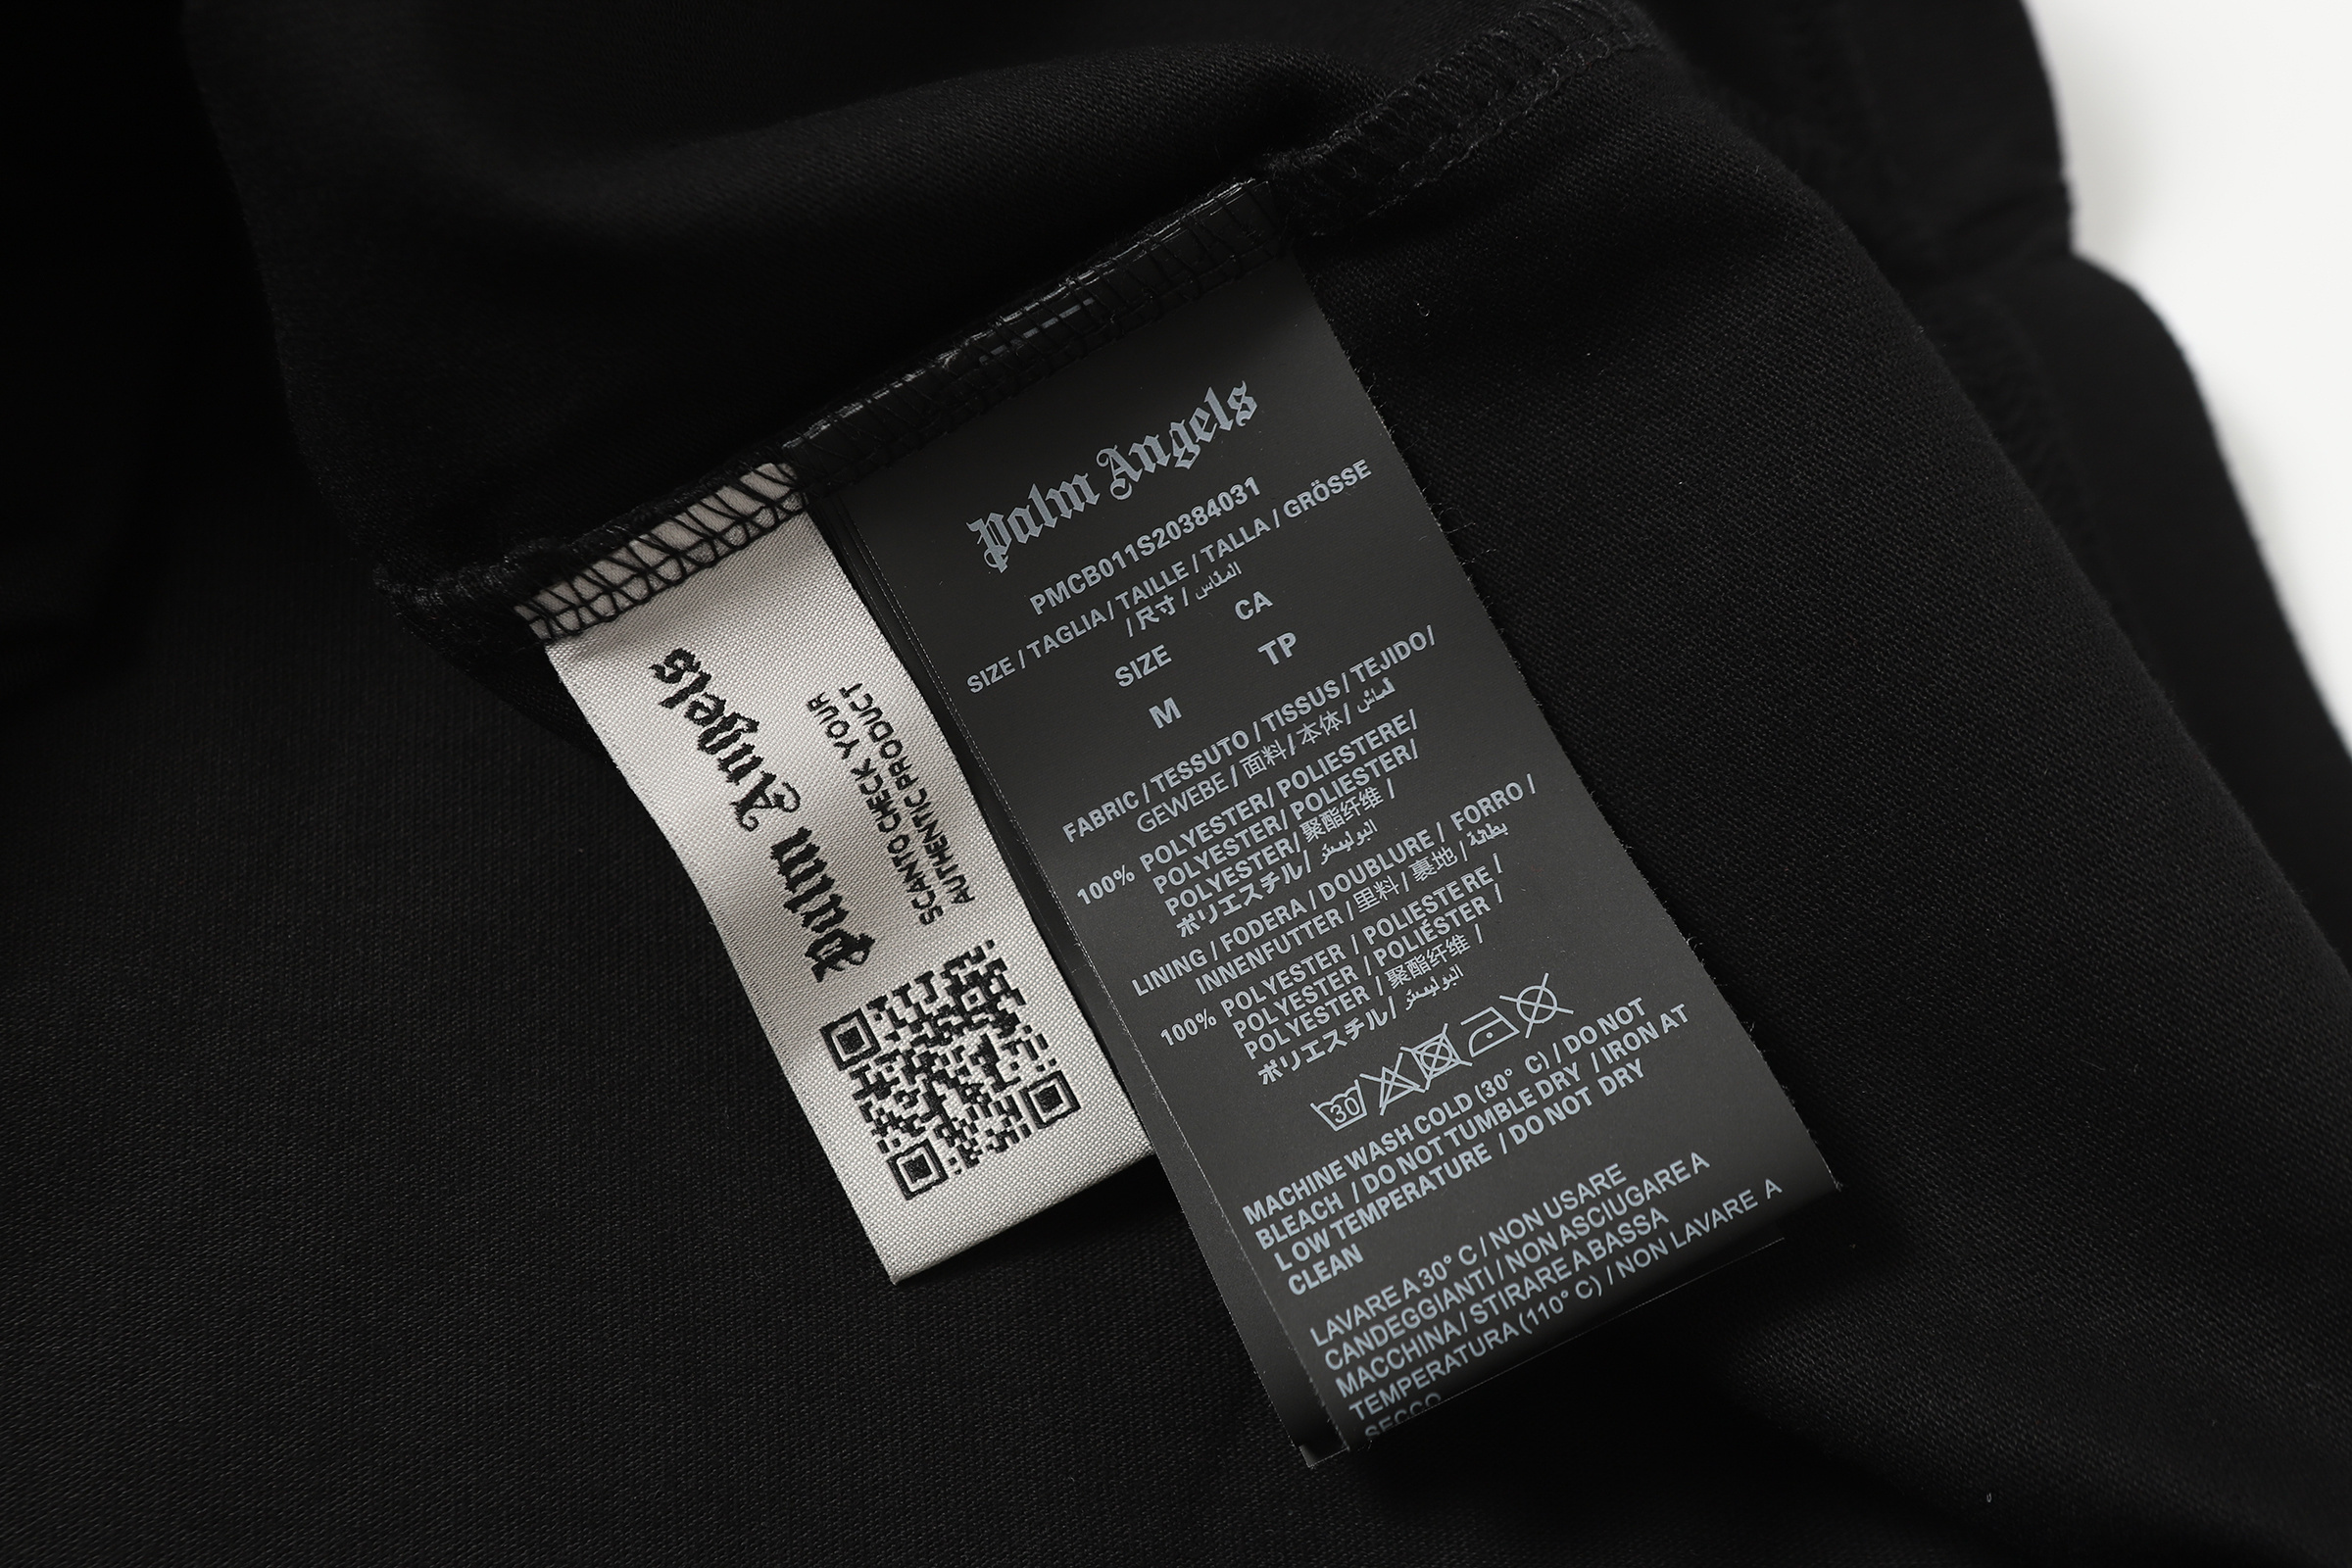 Palm Angels
SCAN TO CHECK YOUR
AUTHENTIC PRODUCT
Palm Angels
PMCB011S20384031
SIZE / TAGLIA / TAILLE / TALLA / GRÖSSE
/ 尺寸 / المقاس
SIZE CA
M TP
FABRIC / TESSUTO / TISSUS / TEJIDO /
GEWEBE / 面料 / 本体 / القماش
100% POLYESTER/ POLIESTERE/
POLYESTER/ POLIESTER/
POLYESTER/ 聚酯纤维 /
ポリエスチル/ البوليستر
LINING / FODERA / DOUBLURE / FORRO /
INNENFUTTER / 里料 / 裏地 / بطانة
100% POLYESTER / POLIESTERE /
POLYESTER / POLIÉSTER /
POLYESTER / 聚酯纤维 /
ポリエスチル/ البوليستر
30
MACHINE WASH COLD (30° C) / DO NOT
BLEACH / DO NOT TUMBLE DRY / IRON AT
LOW TEMPERATURE / DO NOT DRY
CLEAN
LAVARE A 30° C / NON USARE
CANDEGGIANTI / NON ASCIUGARE A
MACCHINA / STIRARE A BASSA
TEMPERATURA (110° C) / NON LAVARE A
SECCO